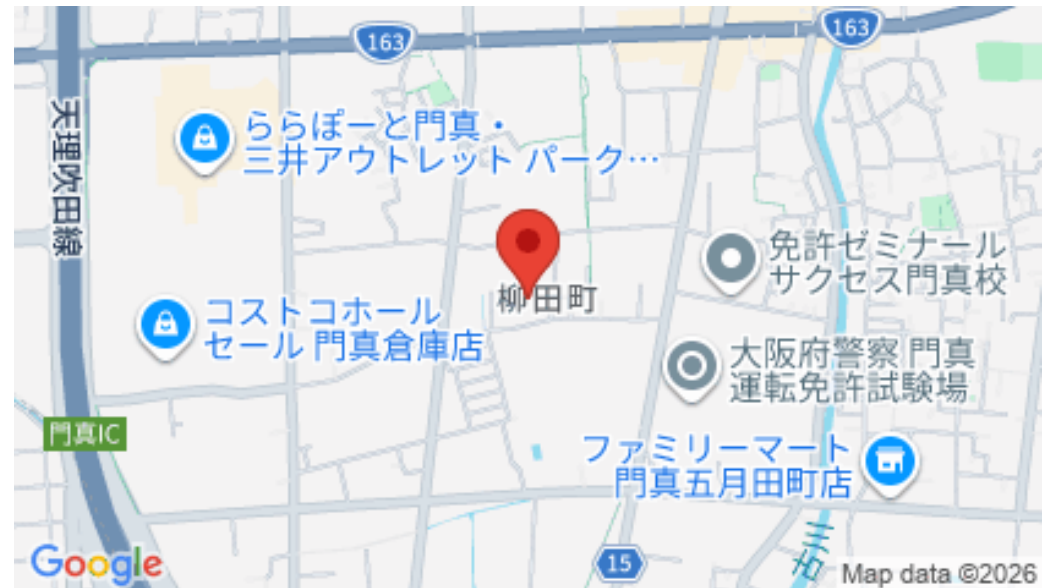 163
163
天理吹田線
ららぽーと門真・
三井アウトレット パーク…
免許ゼミナール
サクセス門真校
柳田町
コストコホール
セール 門真倉庫店
大阪府警察 門真
運転免許試験場
門真IC
ファミリーマート
門真五月田町店
15
Google
Map data ©2026